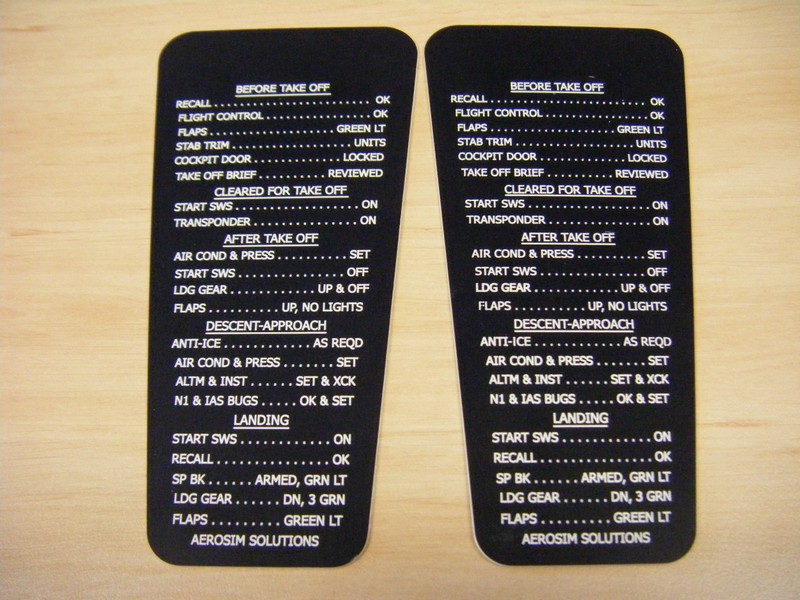 BEFORE TAKE OFF
RECALL . . . . . . . . . . . . . . . . . . . . . . . . . . OK
FLIGHT CONTROL . . . . . . . . . . . . . . . . . . OK
FLAPS . . . . . . . . . . . . . . . . . . . . . GREEN LT
STAB TRIM . . . . . . . . . . . . . . . . . . . . . UNITS
COCKPIT DOOR . . . . . . . . . . . . . . LOCKED
TAKE OFF BRIEF . . . . . . . . . . . REVIEWED
CLEARED FOR TAKE OFF
START SWS . . . . . . . . . . . . . . . . . . . ON
TRANSPONDER . . . . . . . . . . . . . . . ON
AFTER TAKE OFF
AIR COND & PRESS . . . . . . . . . . SET
START SWS . . . . . . . . . . . . . . . . OFF
LDG GEAR . . . . . . . . . . . . UP & OFF
FLAPS . . . . . . . . . . UP, NO LIGHTS
DESCENT-APPROACH
ANTI-ICE . . . . . . . . . . . . AS REQD
AIR COND & PRESS . . . . . . . SET
ALTM & INST . . . . . . SET & XCK
N1 & IAS BUGS . . . . . OK & SET
LANDING
START SWS . . . . . . . . . . . . ON
RECALL . . . . . . . . . . . . . . . OK
SP BK . . . . . . ARMED, GRN LT
LDG GEAR . . . . . . DN, 3 GRN
FLAPS . . . . . . . . . GREEN LT
AEROSIM SOLUTIONS
BEFORE TAKE OFF
RECALL . . . . . . . . . . . . . . . . . . . . . . . . . . OK
FLIGHT CONTROL . . . . . . . . . . . . . . . . . . OK
FLAPS . . . . . . . . . . . . . . . . . . . . . GREEN LT
STAB TRIM . . . . . . . . . . . . . . . . . . . . . UNITS
COCKPIT DOOR . . . . . . . . . . . . . . LOCKED
TAKE OFF BRIEF . . . . . . . . . . . REVIEWED
CLEARED FOR TAKE OFF
START SWS . . . . . . . . . . . . . . . . . . . ON
TRANSPONDER . . . . . . . . . . . . . . . ON
AFTER TAKE OFF
AIR COND & PRESS . . . . . . . . . . SET
START SWS . . . . . . . . . . . . . . . . OFF
LDG GEAR . . . . . . . . . . . . UP & OFF
FLAPS . . . . . . . . . . UP, NO LIGHTS
DESCENT-APPROACH
ANTI-ICE . . . . . . . . . . . . AS REQD
AIR COND & PRESS . . . . . . . SET
ALTM & INST . . . . . . SET & XCK
N1 & IAS BUGS . . . . . OK & SET
LANDING
START SWS . . . . . . . . . . . . ON
RECALL . . . . . . . . . . . . . . . OK
SP BK . . . . . . ARMED, GRN LT
LDG GEAR . . . . . . DN, 3 GRN
FLAPS . . . . . . . . . GREEN LT
AEROSIM SOLUTIONS